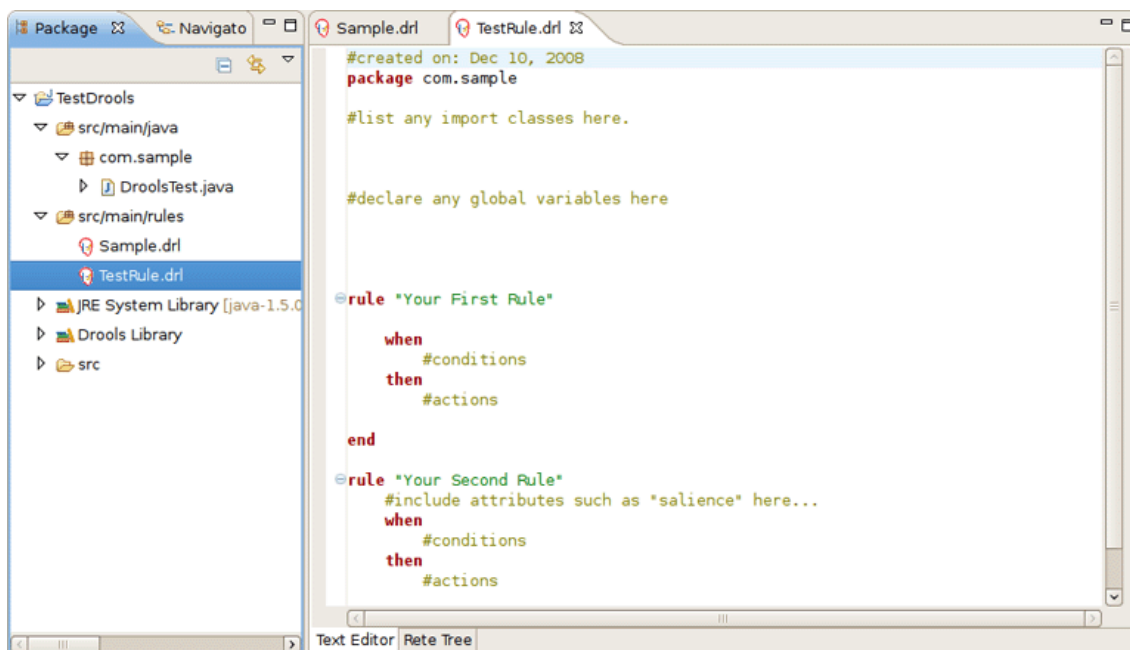 Package
Navigato
TestDrools
src/main/java
com.sample
DroolsTest.java
src/main/rules
Sample.drl
TestRule.drl
JRE System Library [java-1.5.0
Drools Library
src
Sample.drl
TestRule.drl
#created on: Dec 10, 2008
package com.sample
#list any import classes here.
#declare any global variables here
rule "Your First Rule"
when
#conditions
then
#actions
end
rule "Your Second Rule"
#include attributes such as "salience" here...
when
#conditions
then
#actions
Text Editor
Rete Tree